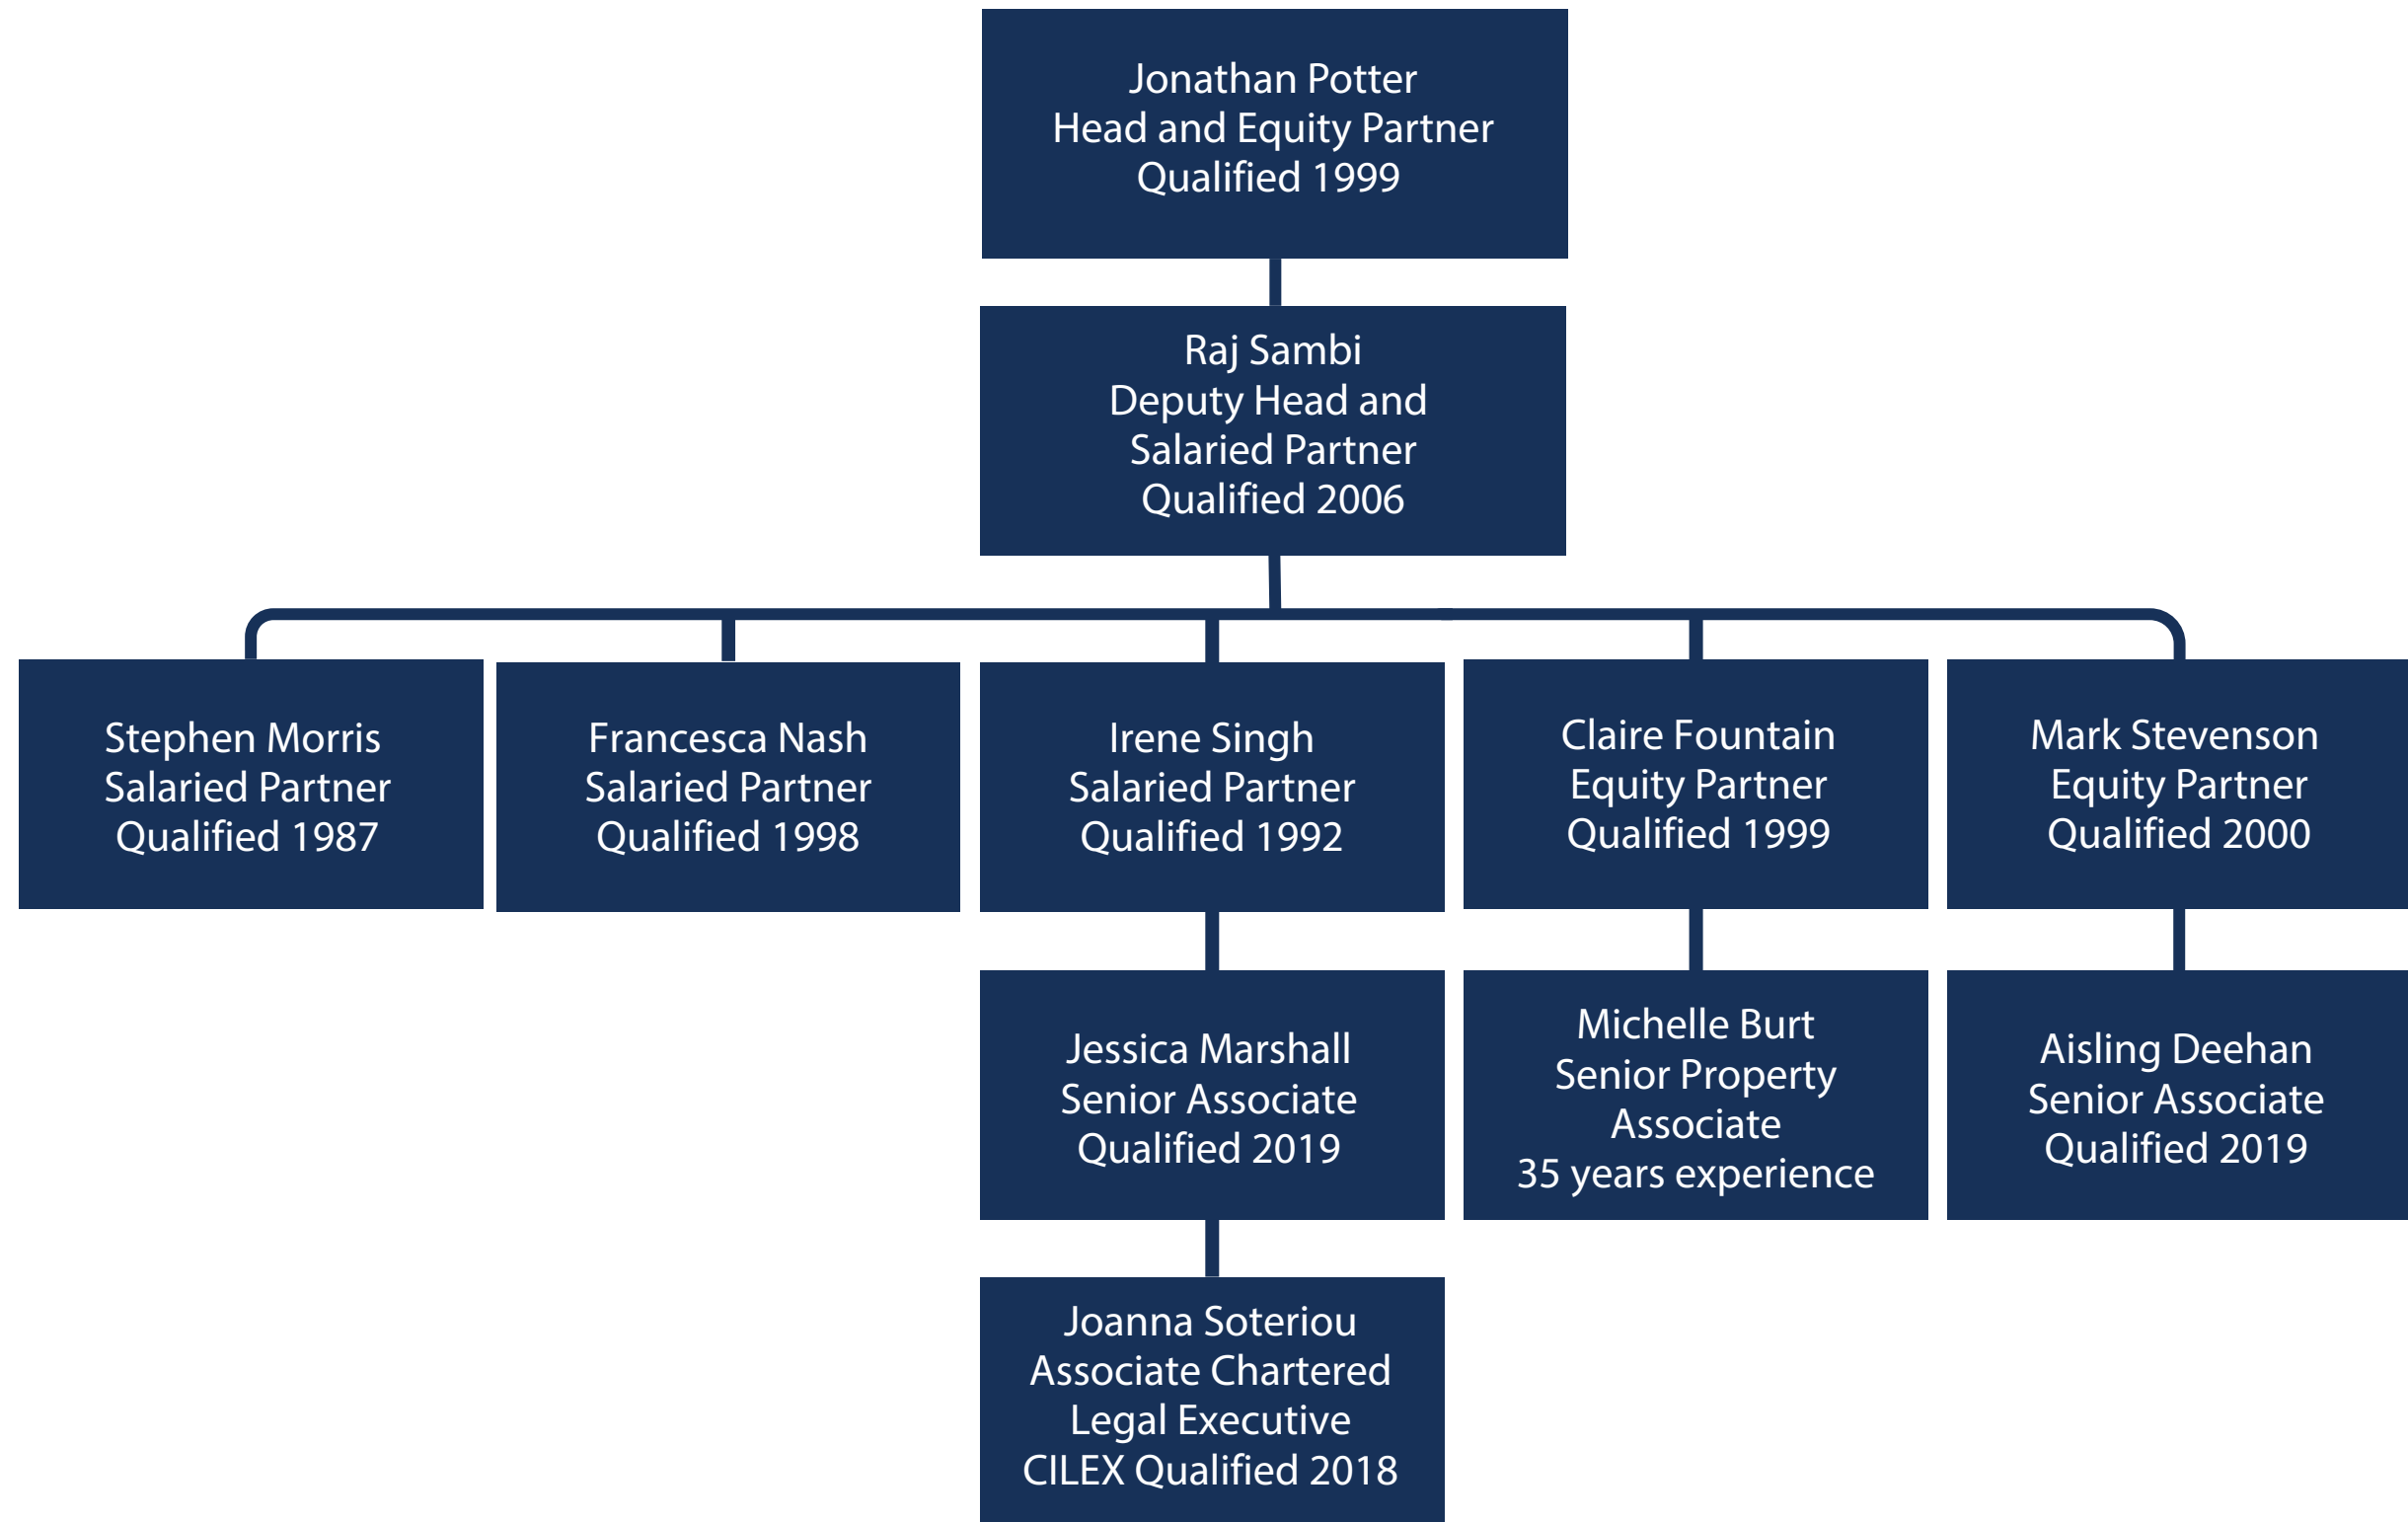 Jonathan Potter
Head and Equity Partner
Qualified 1999
Raj Sambi
Deputy Head and
Salaried Partner
Qualified 2006
Stephen Morris
Salaried Partner
Qualified 1987
Francesca Nash
Salaried Partner
Qualified 1998
Irene Singh
Salaried Partner
Qualified 1992
Claire Fountain
Equity Partner
Qualified 1999
Mark Stevenson
Equity Partner
Qualified 2000
Jessica Marshall
Senior Associate
Qualified 2019
Michelle Burt
Senior Property
Associate
35 years experience
Aisling Deehan
Senior Associate
Qualified 2019
Joanna Soteriou
Associate Chartered
Legal Executive
CILEX Qualified 2018